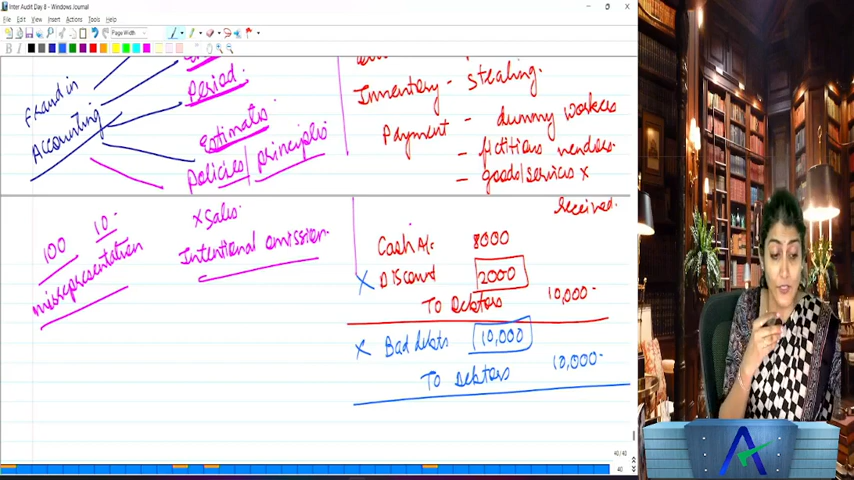 Inter Audit Day 8 - Windows Journal
File Edit View Insert Actions Tools Help
Page Width
Fraud in
Accounting
Period.
estimates
Policies/principles
Inventory - stealing.
Payment - dummy workers
- fictitious vendors
- goods/services x
received.
100 10-
misrepresentation
x Sales.
Intentional omission.
Cash A/c 8000
x Discount 2000
To Debtors 10,000-
x Bad debts 10,000
To Debtors 10,000-
40/40
40